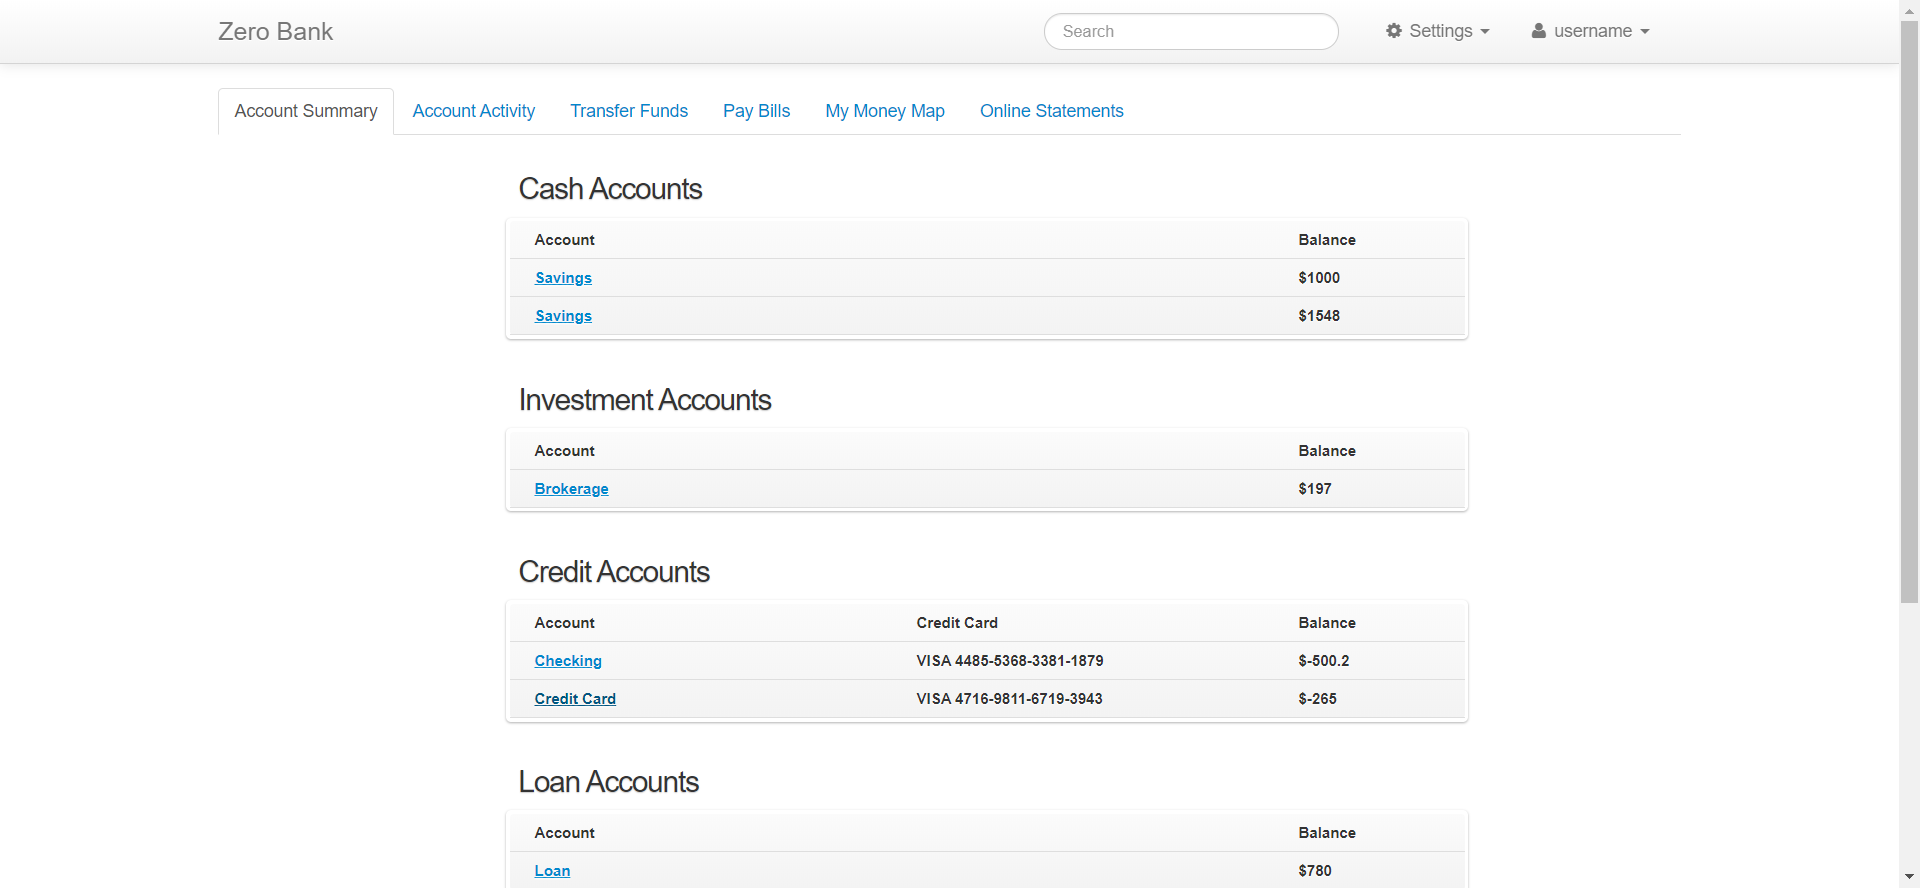 Zero Bank Search Settings username
Account Summary Account Activity Transfer Funds Pay Bills My Money Map Online Statements
Cash Accounts
Account Balance
Savings $1000
Savings $1548
Investment Accounts
Account Balance
Brokerage $197
Credit Accounts
Account Credit Card Balance
Checking VISA 4485-5368-3381-1879 $-500.2
Credit Card VISA 4716-9811-6719-3943 $-265
Loan Accounts
Account Balance
Loan $780